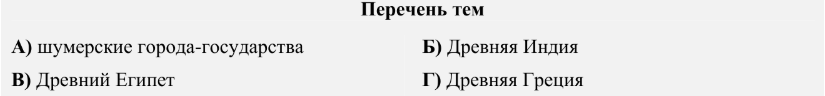 Перечень тем
А) шумерские города-государства Б) Древняя Индия
В) Древний Египет Г) Древняя Греция